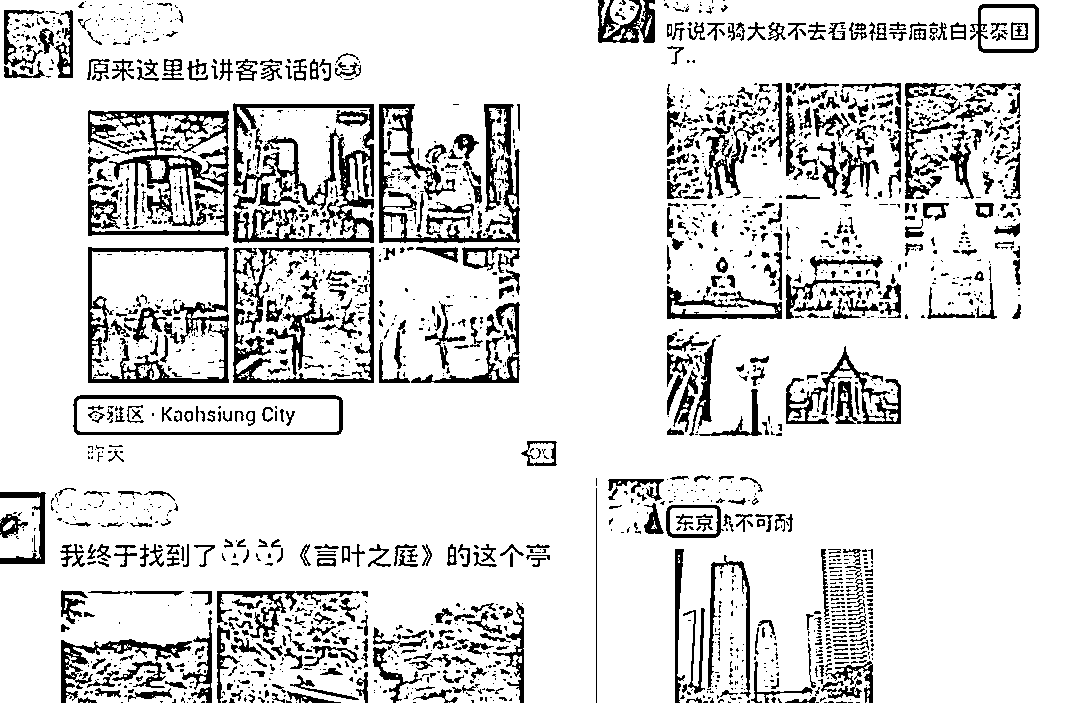 原来这里也讲客家话的
苓雅区 · Kaohsiung City
昨天
听说不骑大象不去看佛祖寺庙就白来泰国
了..
我终于找到了《言叶之庭》的这个亭
东京热不可耐